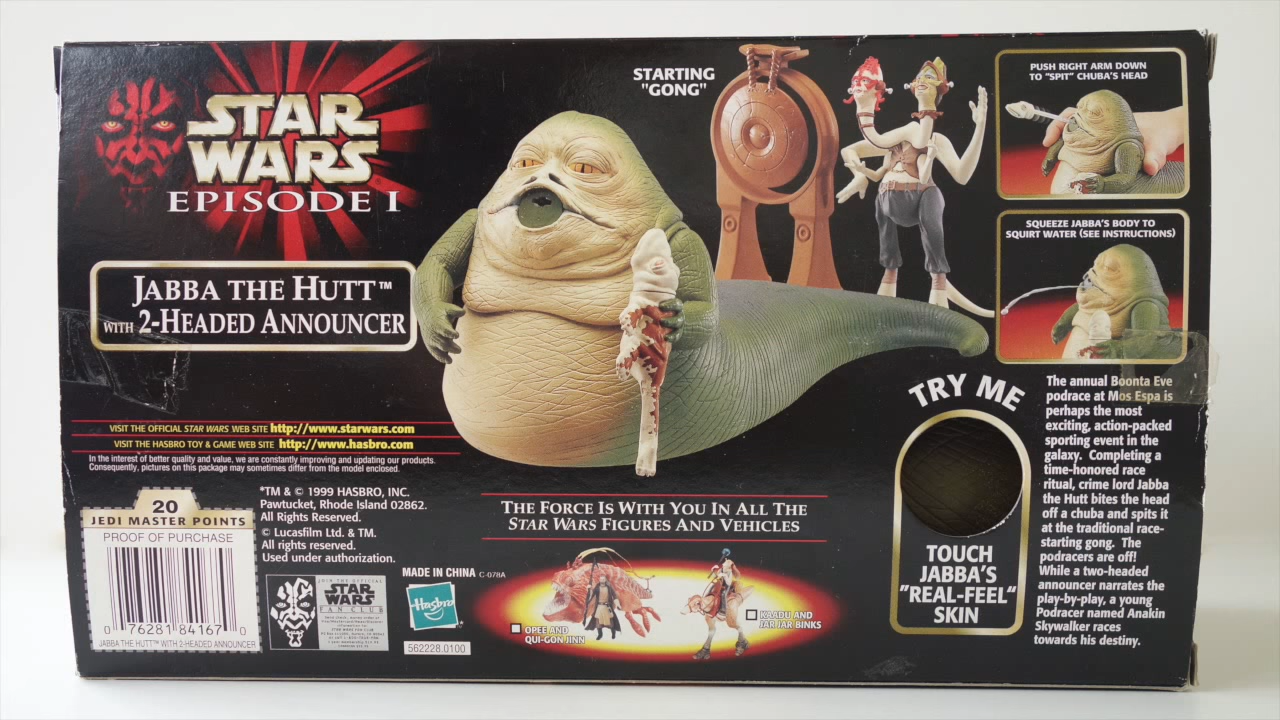 STAR
WARS
EPISODE I
JABBA THE HUTT™
WITH 2-HEADED ANNOUNCER
STARTING
"GONG"
PUSH RIGHT ARM DOWN
TO "SPIT" CHUBA'S HEAD
SQUEEZE JABBA'S BODY TO
SQUIRT WATER (SEE INSTRUCTIONS)
VISIT THE OFFICIAL STAR WARS WEB SITE http://www.starwars.com
VISIT THE HASBRO TOY & GAME WEB SITE http://www.hasbro.com
In the interest of better quality and value, we are constantly improving and updating our products.
Consequently, pictures on this package may sometimes differ from the model enclosed.
20
JEDI MASTER POINTS
PROOF OF PURCHASE
0 76281 84167 0
JABBA THE HUTT™ WITH 2-HEADED ANNOUNCER
*TM & © 1999 HASBRO, INC.
Pawtucket, Rhode Island 02862.
All Rights Reserved.
© Lucasfilm Ltd. & TM.
All rights reserved.
Used under authorization.
JOIN THE OFFICIAL
STAR
WARS
FAN CLUB
MADE IN CHINA C-078A
Hasbro
562228.0100
THE FORCE IS WITH YOU IN ALL THE
STAR WARS FIGURES AND VEHICLES
OPEE AND
QUI-GON JINN
KAADU AND
JAR JAR BINKS
TRY ME
TOUCH
JABBA'S
"REAL-FEEL"
SKIN
The annual Boonta Eve
podrace at Mos Espa is
perhaps the most
exciting, action-packed
sporting event in the
galaxy. Completing a
time-honored race
ritual, crime lord Jabba
the Hutt bites the head
off a chuba and spits it
at the traditional race-
starting gong. The
podracers are off!
While a two-headed
announcer narrates the
play-by-play, a young
Podracer named Anakin
Skywalker races
towards his destiny.